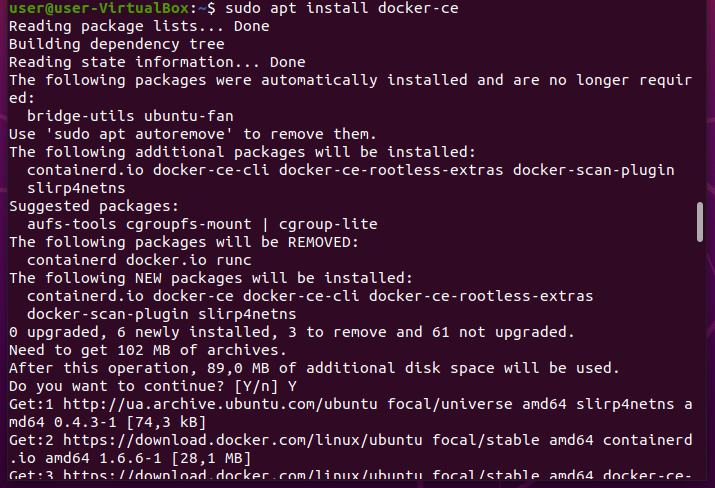 user@user-VirtualBox:~$ sudo apt install docker-ce
Reading package lists... Done
Building dependency tree
Reading state information... Done
The following packages were automatically installed and are no longer requir
ed:
  bridge-utils ubuntu-fan
Use 'sudo apt autoremove' to remove them.
The following additional packages will be installed:
  containerd.io docker-ce-cli docker-ce-rootless-extras docker-scan-plugin
  slirp4netns
Suggested packages:
  aufs-tools cgroupfs-mount | cgroup-lite
The following packages will be REMOVED:
  containerd docker.io runc
The following NEW packages will be installed:
  containerd.io docker-ce docker-ce-cli docker-ce-rootless-extras
  docker-scan-plugin slirp4netns
0 upgraded, 6 newly installed, 3 to remove and 61 not upgraded.
Need to get 102 MB of archives.
After this operation, 89,0 MB of additional disk space will be used.
Do you want to continue? [Y/n] Y
Get:1 http://ua.archive.ubuntu.com/ubuntu focal/universe amd64 slirp4netns a
md64 0.4.3-1 [74,3 kB]
Get:2 https://download.docker.com/linux/ubuntu focal/stable amd64 containerd
.io amd64 1.6.6-1 [28,1 MB]
Get:3 https://download.docker.com/linux/ubuntu focal/stable amd64 docker-ce-